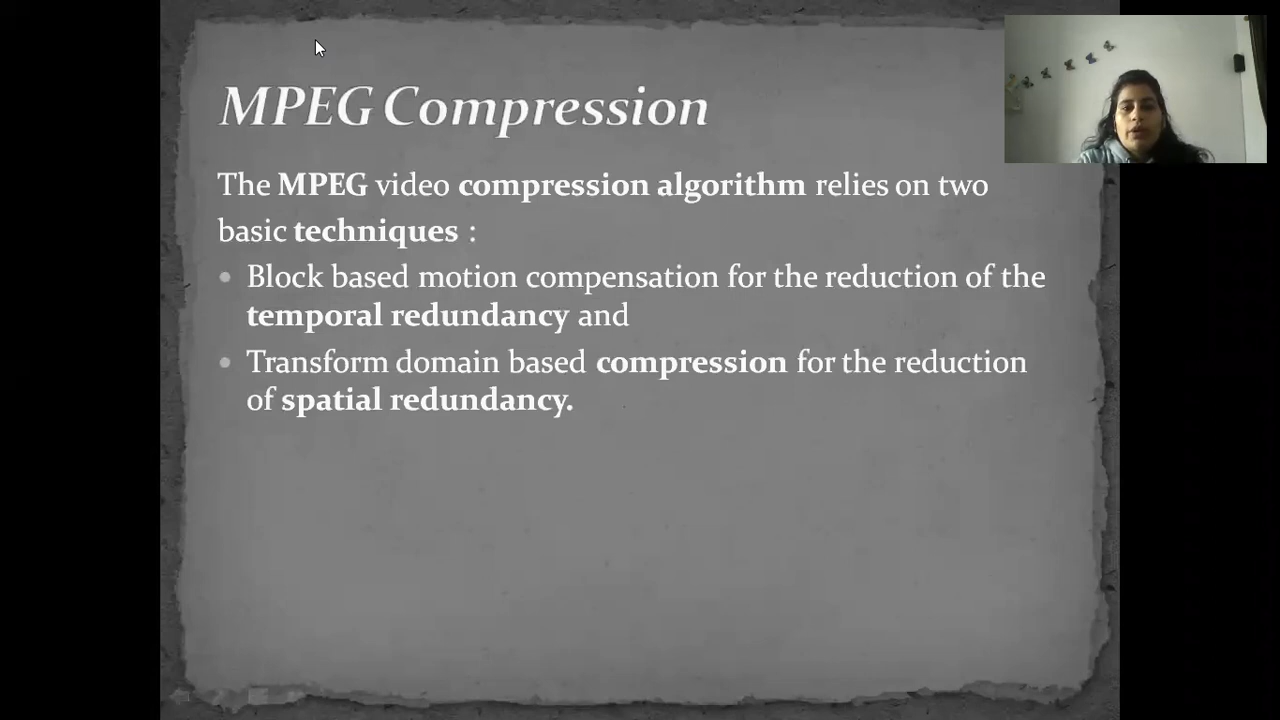 MPEG Compression
The MPEG video compression algorithm relies on two
basic techniques :
Block based motion compensation for the reduction of the
temporal redundancy and
Transform domain based compression for the reduction
of spatial redundancy.